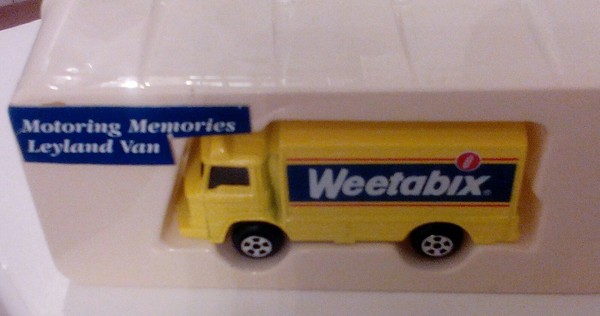 Motoring Memories
Leyland Van
Weetabix